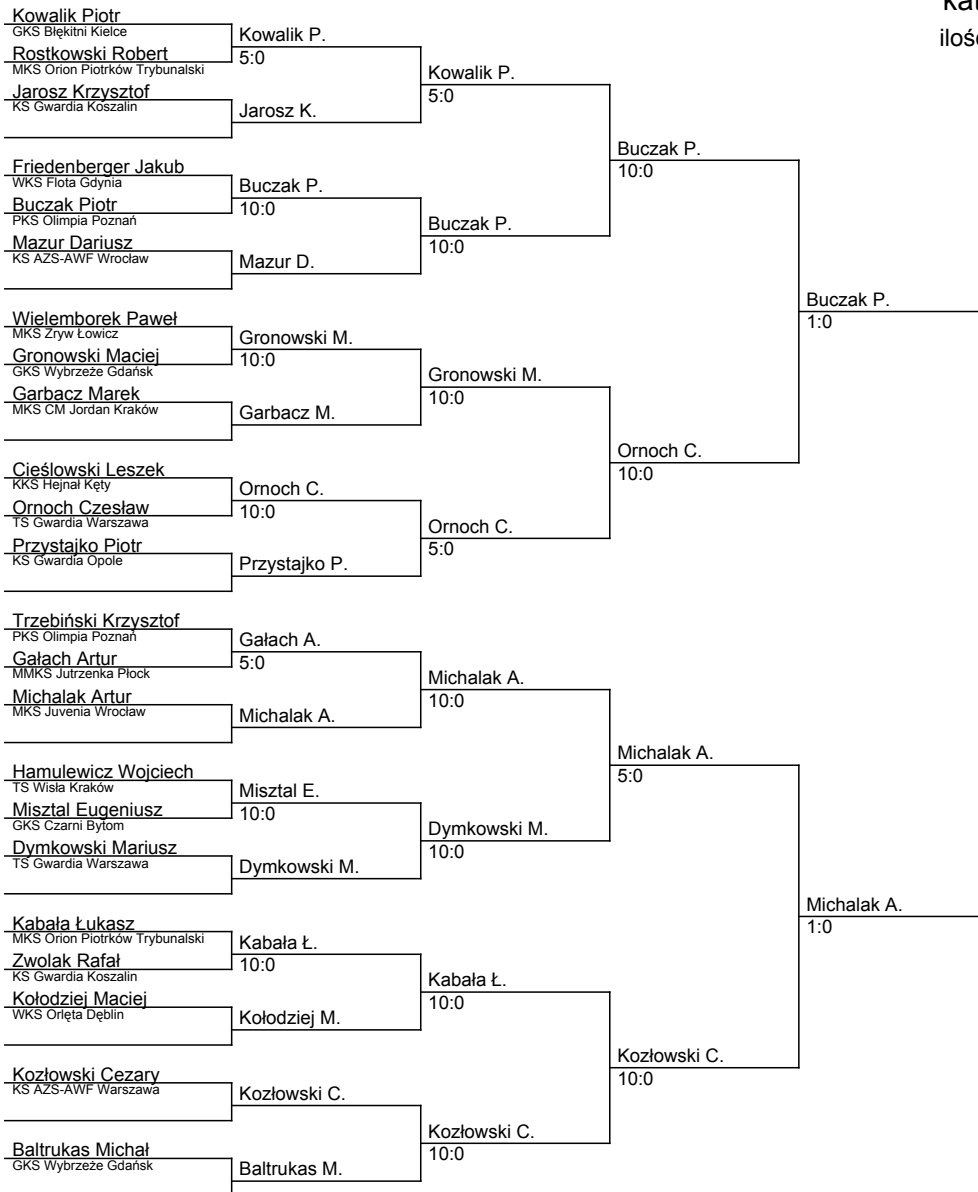 kat
ilość
Kowalik Piotr
GKS Błękitni Kielce
Rostkowski Robert
MKS Orion Piotrków Trybunalski
Jarosz Krzysztof
KS Gwardia Koszalin
Friedenberger Jakub
WKS Flota Gdynia
Buczak Piotr
PKS Olimpia Poznań
Mazur Dariusz
KS AZS-AWF Wrocław
Wielemborek Paweł
MKS Zryw Łowicz
Gronowski Maciej
GKS Wybrzeże Gdańsk
Garbacz Marek
MKS CM Jordan Kraków
Cieślowski Leszek
KKS Hejnał Kęty
Ornoch Czesław
TS Gwardia Warszawa
Przystajko Piotr
KS Gwardia Opole
Trzebiński Krzysztof
PKS Olimpia Poznań
Gałach Artur
MMKS Jutrzenka Płock
Michalak Artur
MKS Juvenia Wrocław
Hamulewicz Wojciech
TS Wisła Kraków
Misztal Eugeniusz
GKS Czarni Bytom
Dymkowski Mariusz
TS Gwardia Warszawa
Kabała Łukasz
MKS Orion Piotrków Trybunalski
Zwolak Rafał
KS Gwardia Koszalin
Kołodziej Maciej
WKS Orlęta Dęblin
Kozłowski Cezary
KS AZS-AWF Warszawa
Baltrukas Michał
GKS Wybrzeże Gdańsk
Kowalik P.
5:0
Jarosz K.
Buczak P.
10:0
Mazur D.
Gronowski M.
10:0
Garbacz M.
Ornoch C.
10:0
Przystajko P.
Gałach A.
5:0
Michalak A.
Misztal E.
10:0
Dymkowski M.
Kabała Ł.
10:0
Kołodziej M.
Kozłowski C.
Baltrukas M.
Kowalik P.
5:0
Buczak P.
10:0
Gronowski M.
10:0
Ornoch C.
5:0
Michalak A.
10:0
Dymkowski M.
10:0
Kabała Ł.
10:0
Kozłowski C.
10:0
Buczak P.
10:0
Ornoch C.
10:0
Michalak A.
5:0
Kozłowski C.
10:0
Buczak P.
1:0
Michalak A.
1:0